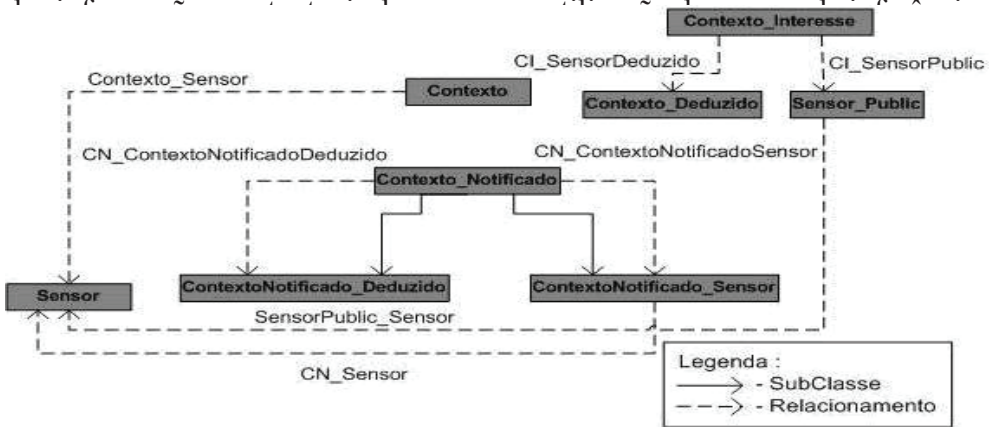 Contexto_Interesse
CI_SensorDeduzido
CI_SensorPublic
Contexto_Sensor
Contexto
Contexto_Deduzido
Sensor_Public
CN_ContextoNotificadoDeduzido
CN_ContextoNotificadoSensor
Contexto_Notificado
Sensor
ContextoNotificado_Deduzido
ContextoNotificado_Sensor
SensorPublic_Sensor
CN_Sensor
Legenda :
- SubClasse
- Relacionamento